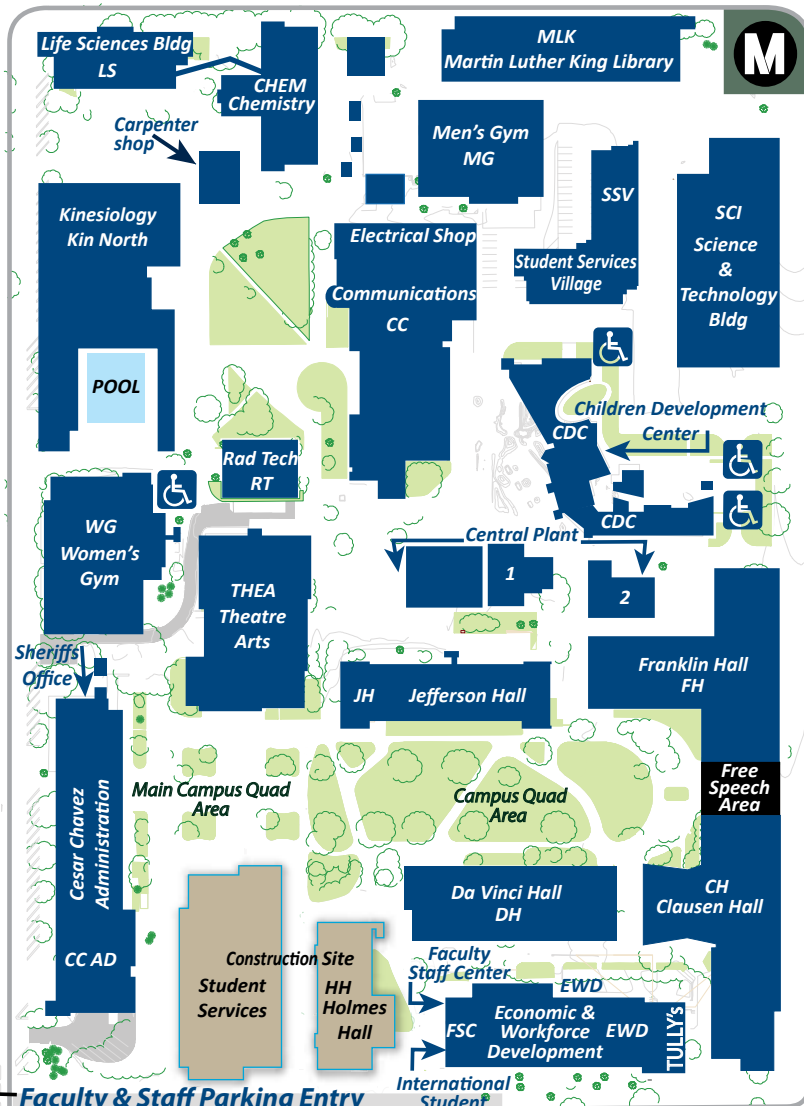 Life Sciences Bldg
LS
CHEM
Chemistry
MLK
Martin Luther King Library
M
Carpenter
shop
Men's Gym
MG
Kinesiology
Kin North
SSV
SCI
Science
&
Technology
Bldg
Electrical Shop
Student Services
Village
Communications
CC
POOL
Children Development
Center
CDC
Rad Tech
RT
CDC
WG
Women's
Gym
Central Plant
1
2
THEA
Theatre
Arts
Sheriffs
Office
JH
Jefferson Hall
Franklin Hall
FH
Free
Speech
Area
Main Campus Quad
Area
Campus Quad
Area
Cesar Chavez
Administration
CC AD
Da Vinci Hall
DH
CH
Clausen Hall
Construction Site
Student
Services
HH
Holmes
Hall
Faculty
Staff Center
EWD
FSC
Economic &
Workforce
Development
EWD
TULLY's
International
Student
Faculty & Staff Parking Entry